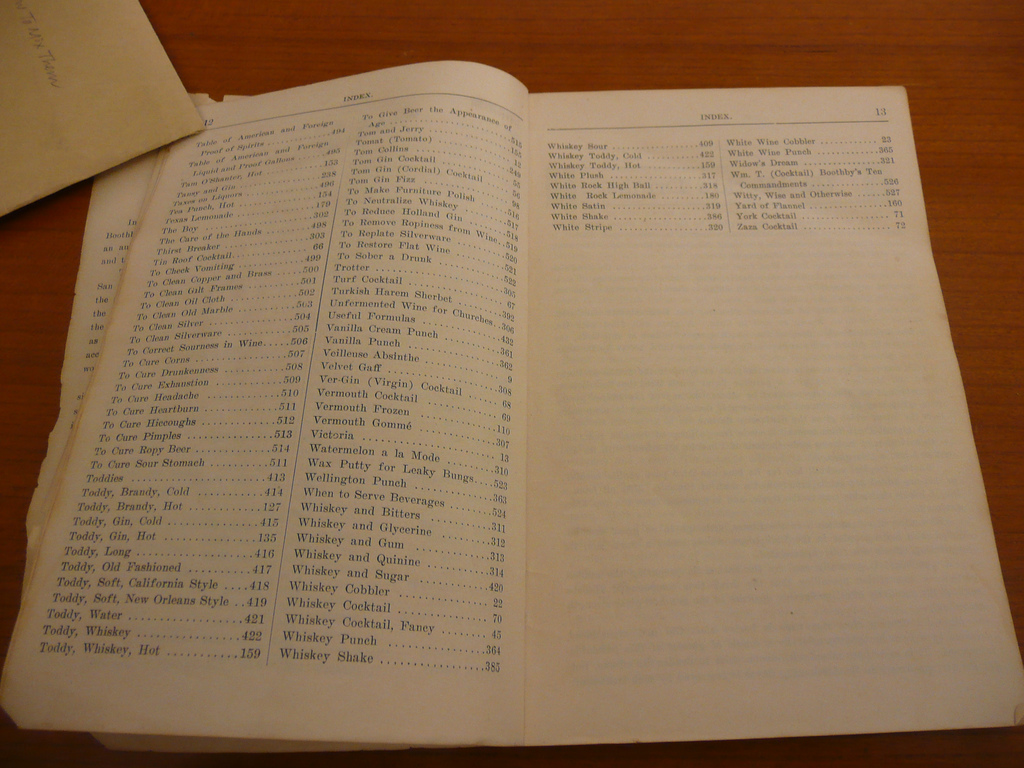 To Mix Them
12
INDEX.
Table of American and Foreign
Proof of Spirits ........ 494
Table of American and Foreign
Liquid and Proof Gallons ........ 495
Tam O'Shanter, Hot ........ 153
Tansy and Gin ........ 238
Taxes on Liquors ........ 496
Tea Punch, Hot ........ 154
Texas Lemonade ........ 179
The Boy ........ 302
The Care of the Hands ........ 498
Thirst Breaker ........ 303
Tin Roof Cocktail ........ 66
To Check Vomiting ........ 499
To Clean Copper and Brass ........ 500
To Clean Gilt Frames ........ 501
To Clean Oil Cloth ........ 502
To Clean Old Marble ........ 503
To Clean Silver ........ 504
To Clean Silverware ........ 505
To Correct Sourness in Wine ..... 506
To Cure Corns ........ 507
To Cure Drunkenness ........ 508
To Cure Exhaustion ........ 509
To Cure Headache ........ 510
To Cure Heartburn ........ 511
To Cure Hiccoughs ........ 512
To Cure Pimples ........ 513
To Cure Ropy Beer ........ 514
To Cure Sour Stomach ........ 511
Toddies ........ 413
Toddy, Brandy, Cold ........ 414
Toddy, Brandy, Hot ........ 127
Toddy, Gin, Cold ........ 415
Toddy, Gin, Hot ........ 135
Toddy, Long ........ 416
Toddy, Old Fashioned ........ 417
Toddy, Soft, California Style .... 418
Toddy, Soft, New Orleans Style .. 419
Toddy, Water ........ 421
Toddy, Whiskey ........ 422
Toddy, Whiskey, Hot ........ 159
To Give Beer the Appearance of
Age ........ 515
Tom and Jerry ........ 155
Tomat (Tomato) ........ 12
Tom Collins ........ 249
Tom Gin Cocktail ........ 55
Tom Gin (Cordial) Cocktail ........ 56
Tom Gin Fizz ........ 98
To Make Furniture Polish ........ 516
To Neutralize Whiskey ........ 517
To Reduce Holland Gin ........ 518
To Remove Ropiness from Wine .. 519
To Replate Silverware ........ 520
To Restore Flat Wine ........ 521
To Sober a Drunk ........ 522
Trotter ........ 305
Turf Cocktail ........ 67
Turkish Harem Sherbet ........ 392
Unfermented Wine for Churches .. 306
Useful Formulas ........ 432
Vanilla Cream Punch ........ 361
Vanilla Punch ........ 362
Veilleuse Absinthe ........ 9
Velvet Gaff ........ 308
Ver-Gin (Virgin) Cocktail ........ 68
Vermouth Cocktail ........ 69
Vermouth Frozen ........ 110
Vermouth Gommé ........ 307
Victoria ........ 13
Watermelon a la Mode ........ 310
Wax Putty for Leaky Bungs .... 523
Wellington Punch ........ 363
When to Serve Beverages ........ 524
Whiskey and Bitters ........ 311
Whiskey and Glycerine ........ 312
Whiskey and Gum ........ 313
Whiskey and Quinine ........ 314
Whiskey and Sugar ........ 420
Whiskey Cobbler ........ 22
Whiskey Cocktail ........ 70
Whiskey Cocktail, Fancy ........ 45
Whiskey Punch ........ 364
Whiskey Shake ........ 385
INDEX.
13
Whiskey Sour ........ 409
Whiskey Toddy, Cold ........ 422
Whiskey Toddy, Hot ........ 159
White Plush ........ 317
White Rock High Ball ........ 318
White Rock Lemonade ........ 180
White Satin ........ 319
White Shake ........ 386
White Stripe ........ 320
White Wine Cobbler ........ 23
White Wine Punch ........ 365
Widow's Dream ........ 321
Wm. T. (Cocktail) Boothby's Ten
Commandments ........ 526
Witty, Wise and Otherwise ........ 527
Yard of Flannel ........ 160
York Cocktail ........ 71
Zaza Cocktail ........ 72